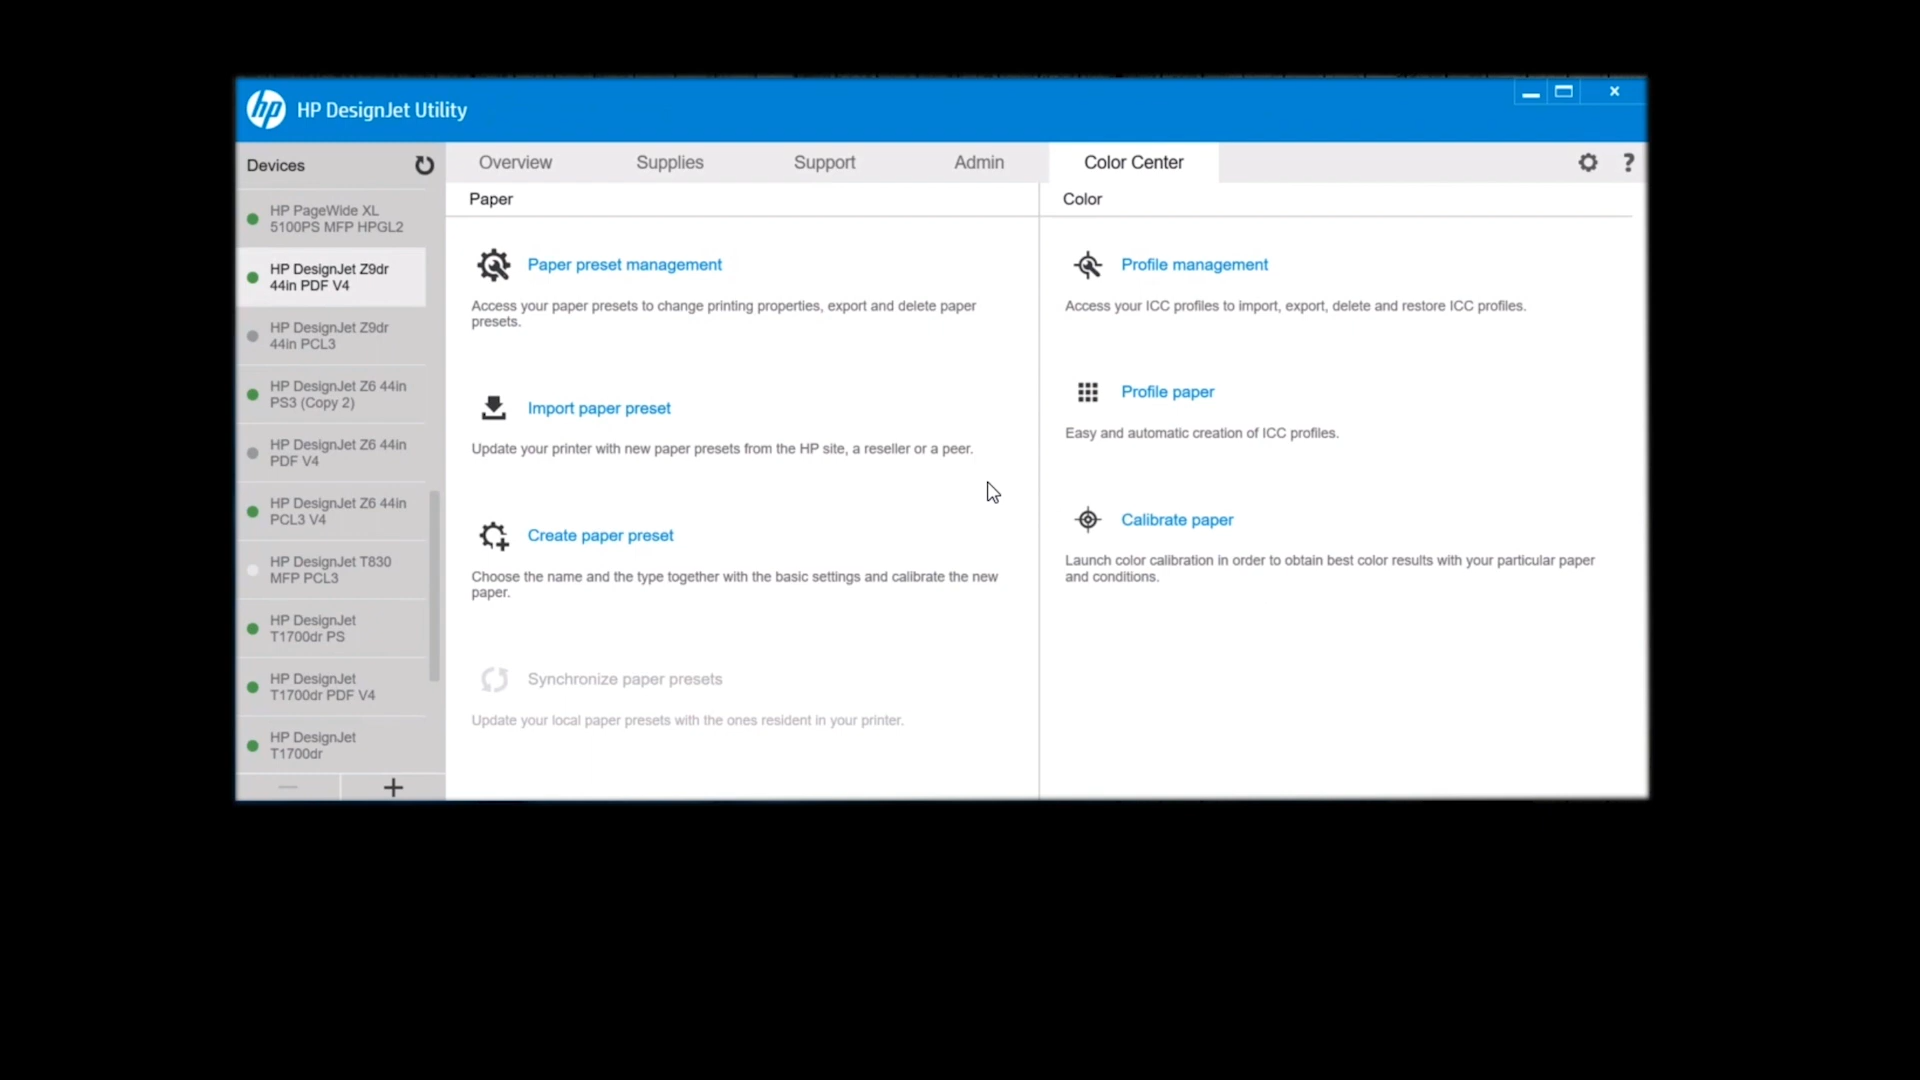 hp HP DesignJet Utility
Devices
HP PageWide XL
5100PS MFP HPGL2
HP DesignJet Z9dr
44in PDF V4
HP DesignJet Z9dr
44in PCL3
HP DesignJet Z6 44in
PS3 (Copy 2)
HP DesignJet Z6 44in
PDF V4
HP DesignJet Z6 44in
PCL3 V4
HP DesignJet T830
MFP PCL3
HP DesignJet
T1700dr PS
HP DesignJet
T1700dr PDF V4
HP DesignJet
T1700dr
Overview Supplies Support Admin Color Center ?
Paper
Paper preset management
Access your paper presets to change printing properties, export and delete paper
presets.
Import paper preset
Update your printer with new paper presets from the HP site, a reseller or a peer.
Create paper preset
Choose the name and the type together with the basic settings and calibrate the new
paper.
Synchronize paper presets
Update your local paper presets with the ones resident in your printer.
Color
Profile management
Access your ICC profiles to import, export, delete and restore ICC profiles.
Profile paper
Easy and automatic creation of ICC profiles.
Calibrate paper
Launch color calibration in order to obtain best color results with your particular paper
and conditions.